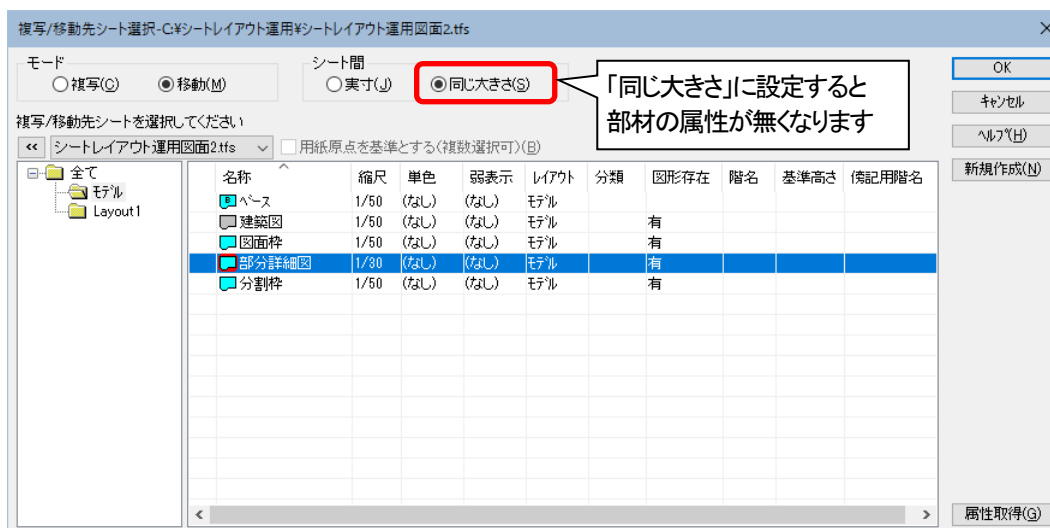 複写/移動先シート選択-C:¥シートレイアウト運用¥シートレイアウト運用図面2.tfs
モード
複写(C) 移動(M)
シート間
実寸(J) 同じ大きさ(S)
「同じ大きさ」に設定すると
部材の属性が無くなります
OK
キャンセル
ヘルプ(H)
新規作成(N)
複写/移動先シートを選択してください
<< シートレイアウト運用図面2.tfs 用紙原点を基準とする(複数選択可)(B)
全て
モデル
Layout1
名称 縮尺 単色 弱表示 レイアウト 分類 図形存在 階名 基準高さ 傍記用階名
B ベース 1/50 (なし) (なし) モデル
建築図 1/50 (なし) (なし) モデル 有
図面枠 1/50 (なし) (なし) モデル 有
部分詳細図 1/30 (なし) (なし) モデル 有
分割枠 1/50 (なし) (なし) モデル 有
属性取得(G)